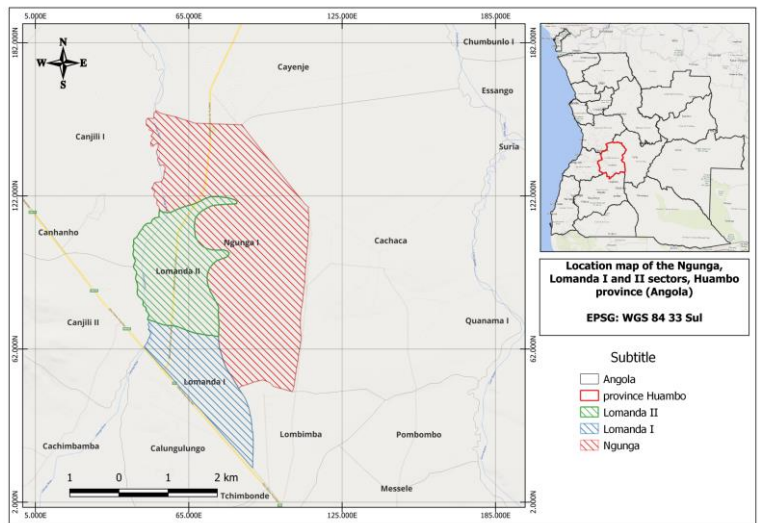 5.000E
65.000E
125.000E
185.000E
182.000N
182.000N
N
W E
S
Chumbunlo I
Cayenje
Essango
Canjili I
Suria
122.000N
122.000N
Canhanho
Ngunga I
Cachaca
Lomanda II
Canjili II
Quanama I
62.000N
62.000N
Lomanda I
Cachimbamba
Calungulungo
Lombimba
Pombombo
Messele
Tchimbonde
1 0 1 2 km
2.000N
2.000N
5.000E
65.000E
125.000E
185.000E
Location map of the Ngunga,
Lomanda I and II sectors, Huambo
province (Angola)
EPSG: WGS 84 33 Sul
Subtitle
Angola
province Huambo
Lomanda II
Lomanda I
Ngunga